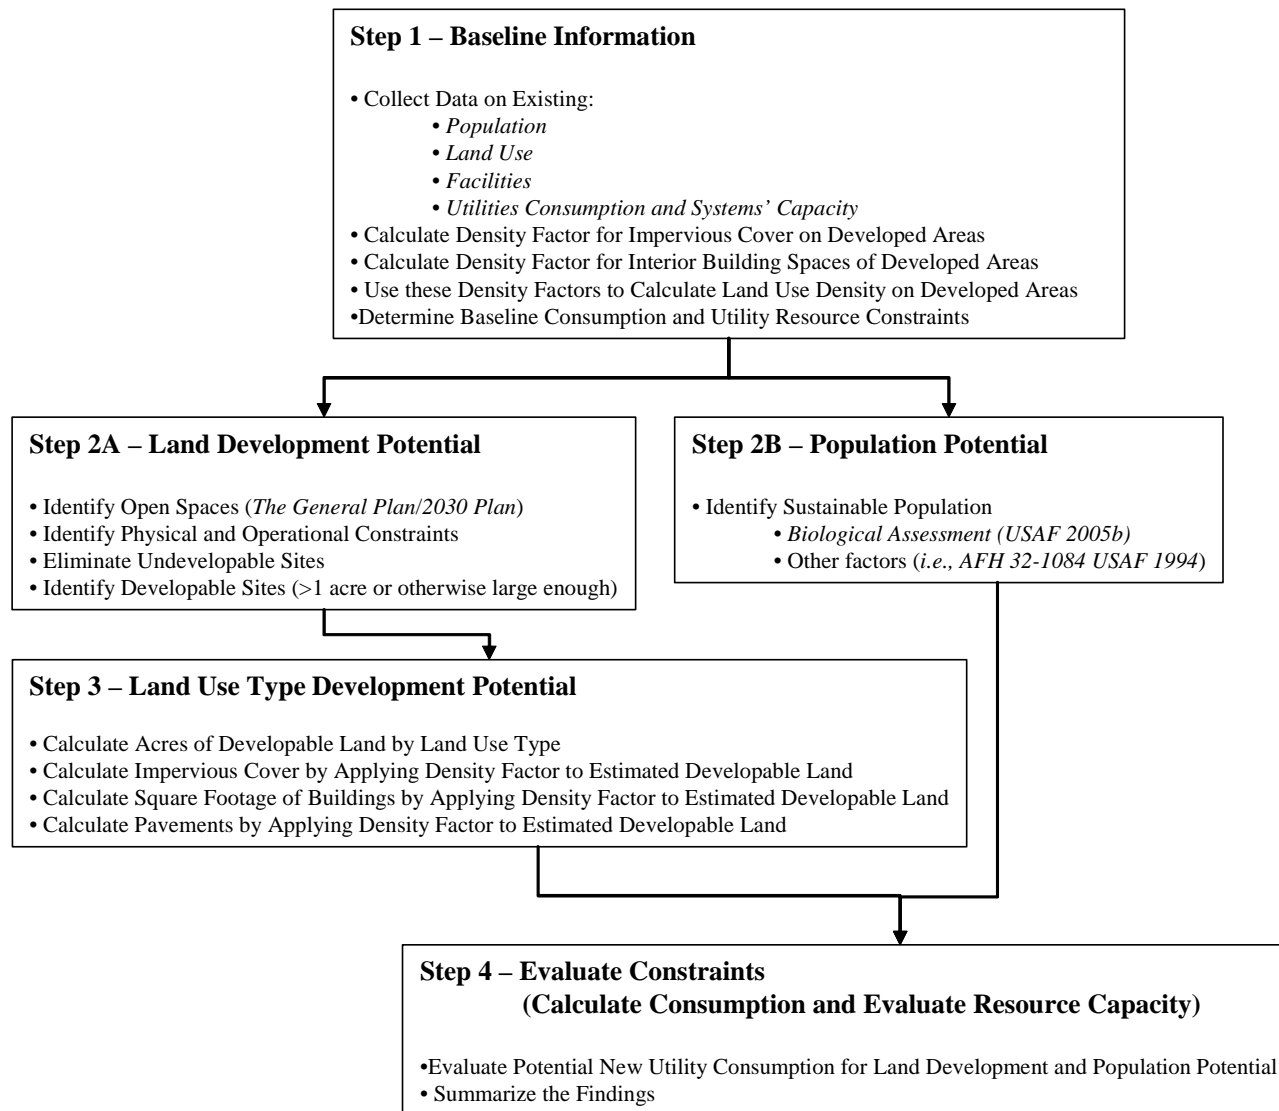 Step 1 – Baseline Information
• Collect Data on Existing:
• Population
• Land Use
• Facilities
• Utilities Consumption and Systems’ Capacity
• Calculate Density Factor for Impervious Cover on Developed Areas
• Calculate Density Factor for Interior Building Spaces of Developed Areas
• Use these Density Factors to Calculate Land Use Density on Developed Areas
•Determine Baseline Consumption and Utility Resource Constraints
Step 2A – Land Development Potential
• Identify Open Spaces (The General Plan/2030 Plan)
• Identify Physical and Operational Constraints
• Eliminate Undevelopable Sites
• Identify Developable Sites (>1 acre or otherwise large enough)
Step 2B – Population Potential
• Identify Sustainable Population
• Biological Assessment (USAF 2005b)
• Other factors (i.e., AFH 32-1084 USAF 1994)
Step 3 – Land Use Type Development Potential
• Calculate Acres of Developable Land by Land Use Type
• Calculate Impervious Cover by Applying Density Factor to Estimated Developable Land
• Calculate Square Footage of Buildings by Applying Density Factor to Estimated Developable Land
• Calculate Pavements by Applying Density Factor to Estimated Developable Land
Step 4 – Evaluate Constraints
(Calculate Consumption and Evaluate Resource Capacity)
•Evaluate Potential New Utility Consumption for Land Development and Population Potential
• Summarize the Findings